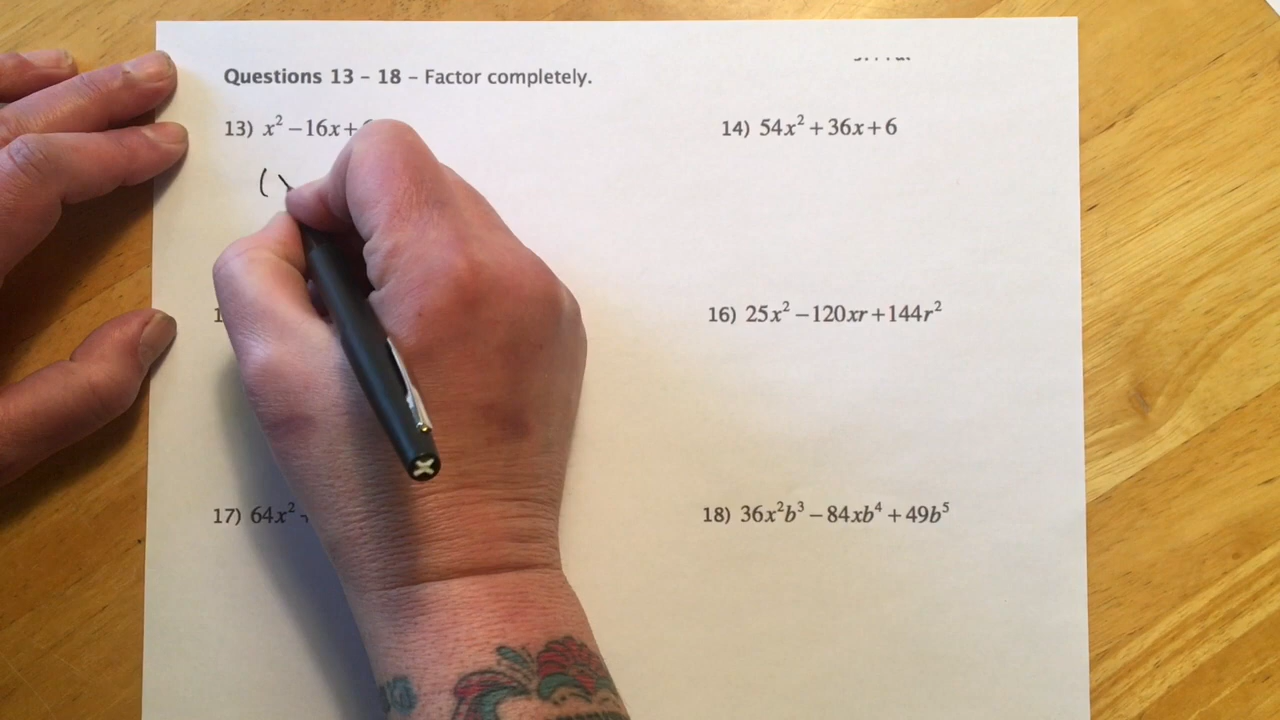 Questions 13 – 18 – Factor completely.
13) x² – 16x +
14) 54x² + 36x + 6
(
16) 25x² – 120xr + 144r²
17) 64x²
18) 36x²b³ – 84xb⁴ + 49b⁵